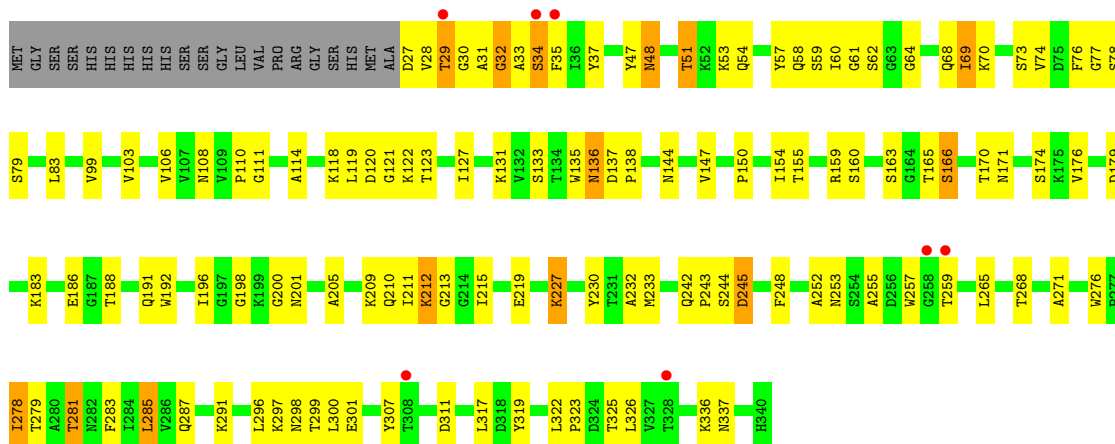 MET GLY SER SER HIS HIS HIS HIS HIS HIS SER SER GLY LEU VAL PRO ARG GLY SER HIS MET ALA D27 V28 T29 G30 A31 G32 A33 S34 F35 I36 Y37 Y47 N48 T51 K52 K53 Q54 Y57 Q58 S59 I60 G61 S62 G63 G64 Q68 I69 K70 S73 V74 D75 F76 G77 S78
S79 L83 V99 V103 V106 V107 N108 V109 P110 G111 A114 K118 L119 D120 G121 K122 T123 I127 K131 V132 S133 T134 W135 N136 D137 P138 N144 V147 P150 I154 T155 R159 S160 S163 G164 T165 S166 T170 N171 S174 K175 V176 D179
K183 E186 G187 T188 Q191 W192 I196 G197 G198 K199 G200 N201 A205 K209 Q210 I211 K212 G213 G214 T215 E219 K227 Y230 T231 A232 M233 Q242 P243 S244 D245 F248 A252 N253 S254 A255 D256 W257 G258 T259 L265 T268 A271 W276
I278 T279 A280 T281 N282 F283 I284 L285 V286 Q287 K291 L296 K297 N298 T299 L300 E301 Y307 I308 D311 L317 D318 Y319 L322 P323 D324 T325 L326 V327 I328 K336 N337 H340